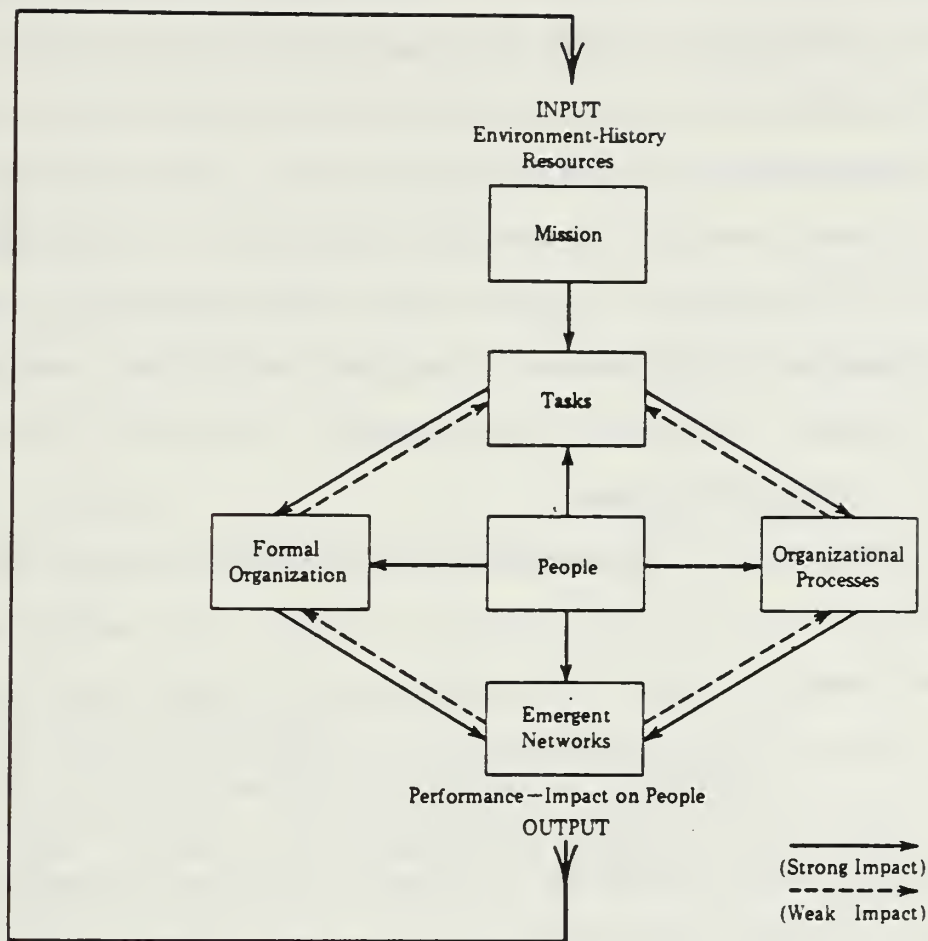 INPUT
Environment-History
Resources
Mission
Tasks
Formal
Organization
People
Organizational
Processes
Emergent
Networks
Performance—Impact on People
OUTPUT
(Strong Impact)
(Weak Impact)